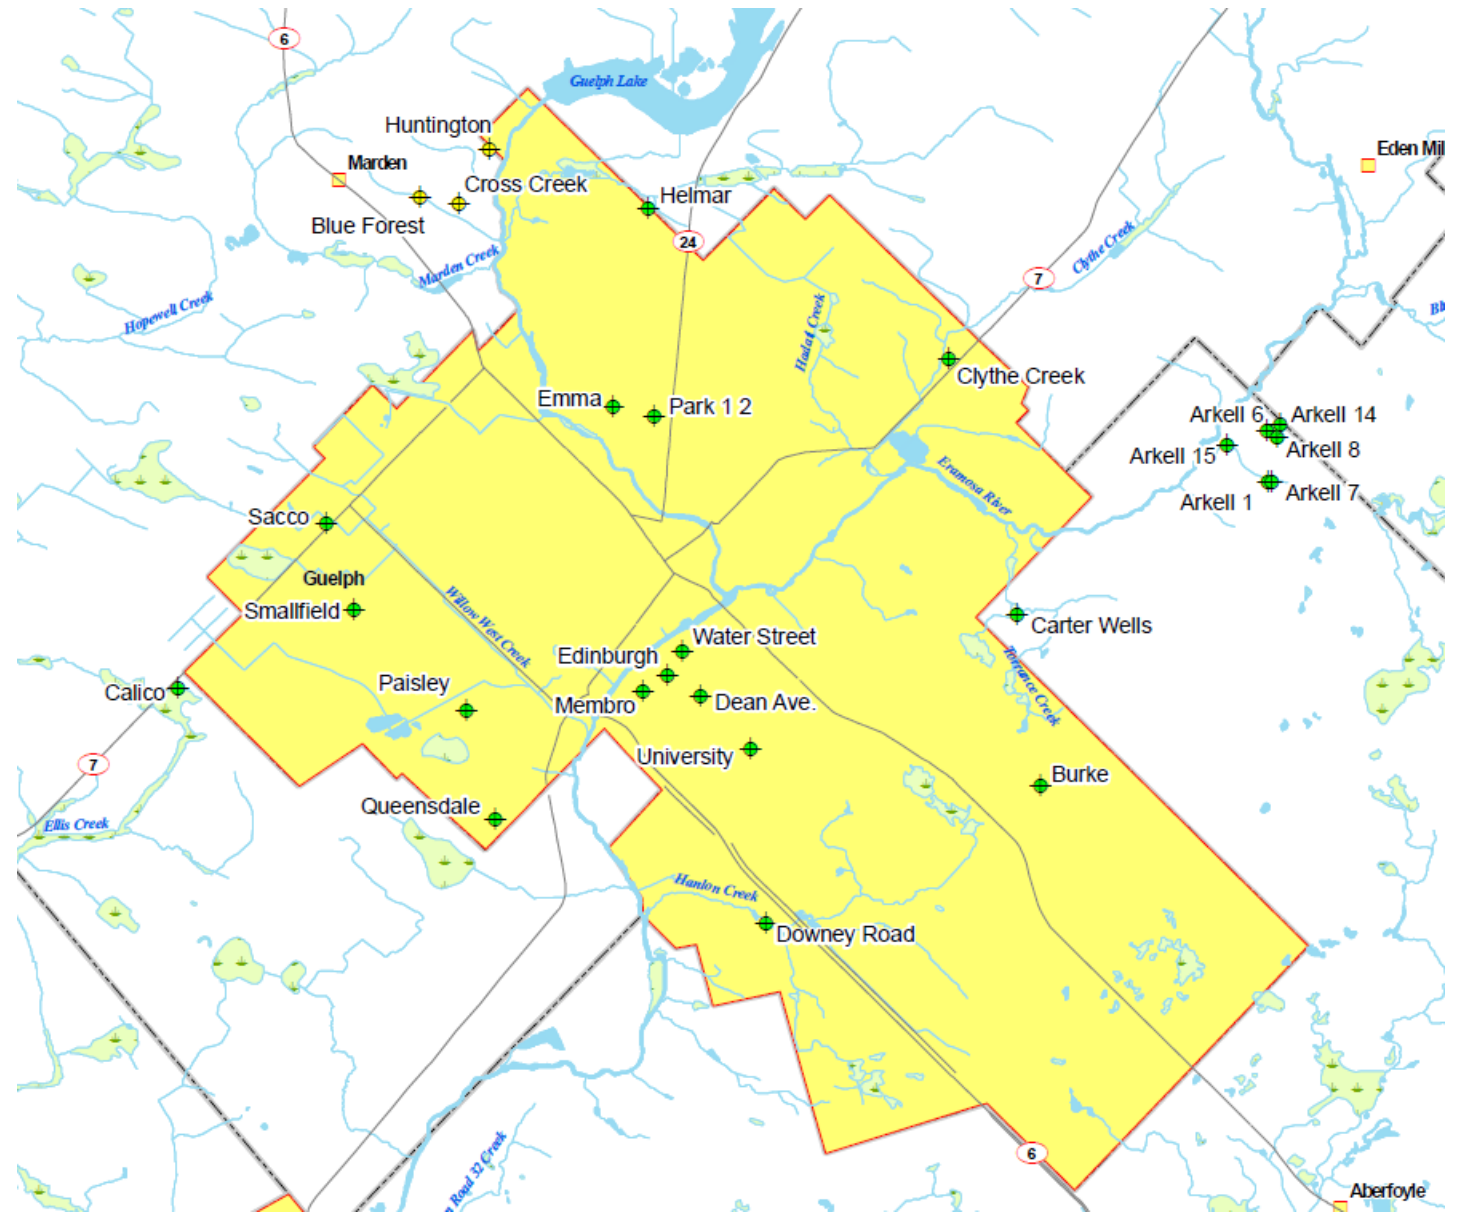 6
Guelph Lake
Huntington
Marden
Eden Mil
Cross Creek
Helmar
Blue Forest
24
Clythe Creek
Marden Creek
7
Hopewell Creek
Hadati Creek
Clythe Creek
Emma
Park 1 2
Arkell 6
Arkell 14
Arkell 15
Arkell 8
Eramosa River
Arkell 1
Arkell 7
Sacco
Guelph
Smallfield
Willow West Creek
Carter Wells
Water Street
Edinburgh
Torrance Creek
Calico
Paisley
Membro
Dean Ave.
University
7
Burke
Queensdale
Ellis Creek
Hanlon Creek
Downey Road
6
Road 32 Creek
Aberfoyle